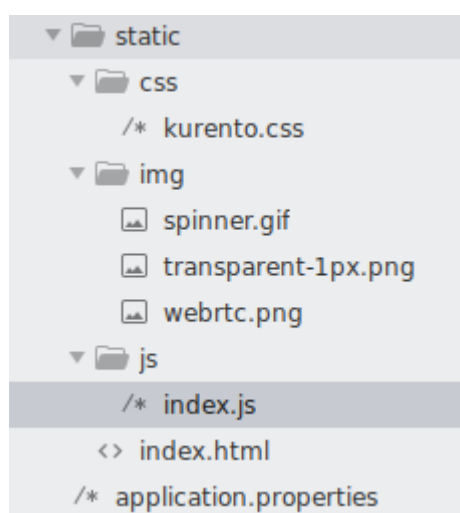 static
css
/* kurento.css
img
spinner.gif
transparent-1px.png
webrtc.png
js
/* index.js
<> index.html
/* application.properties